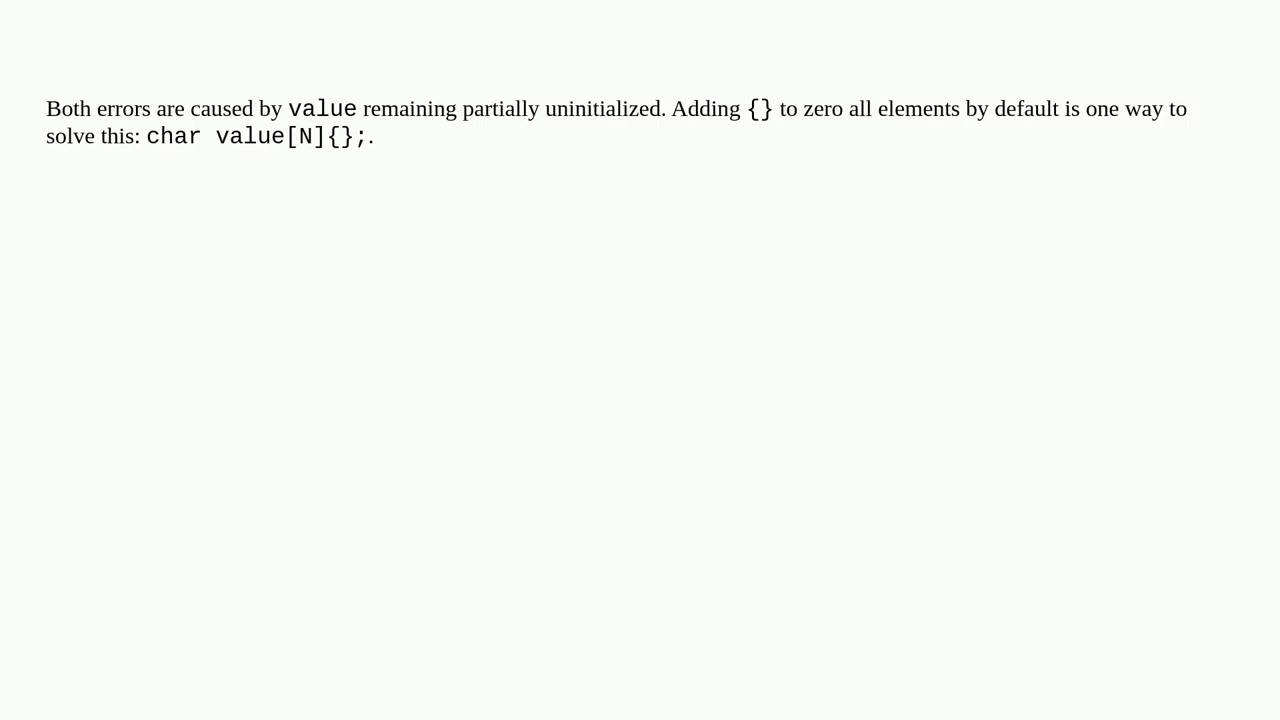 Both errors are caused by value remaining partially uninitialized. Adding {} to zero all elements by default is one way to
solve this: char value[N]{};.